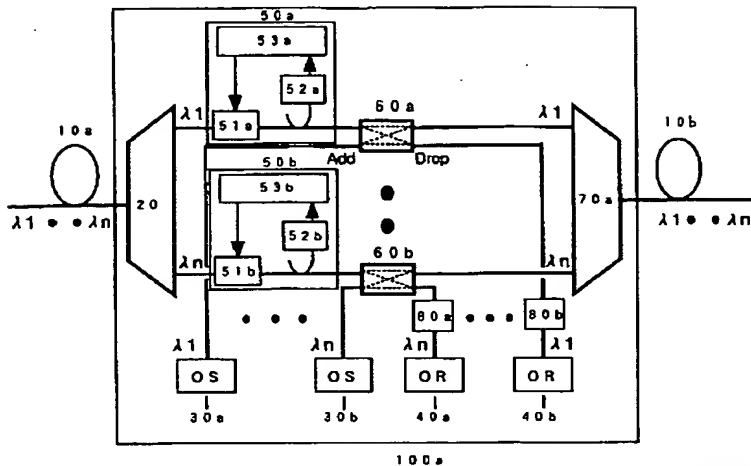 50a
53a
52a
60a
λ1
51a
λ1
10a
10b
Add
Drop
50b
20
53b
70a
λ1 ● ● λn
λ1 ● ● λn
52b
60b
λn
51b
λn
80a
80b
λ1
λn
λn
λ1
OS
OS
OR
OR
30a
30b
40a
40b
100a